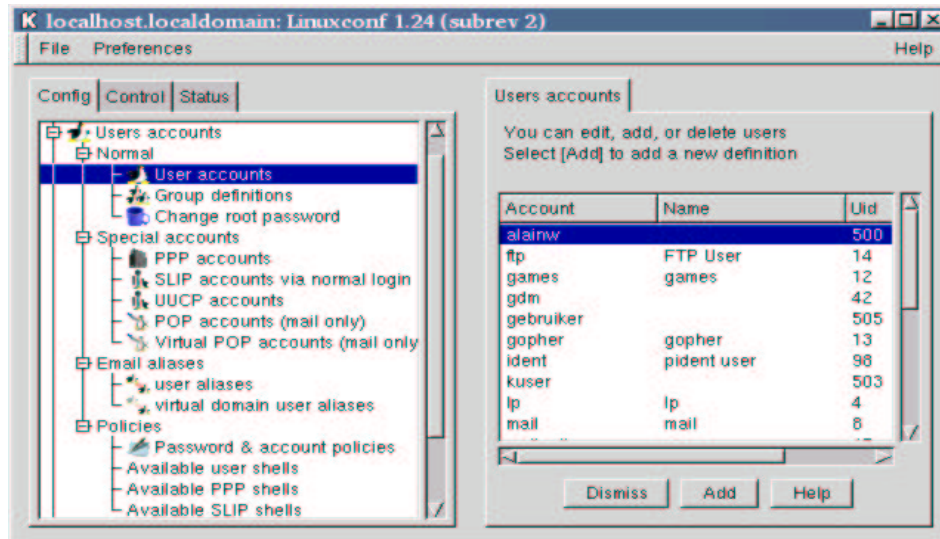 K localhost.localdomain: Linuxconf 1.24 (subrev 2)
File Preferences Help
Config Control Status
Users accounts
Normal
User accounts
Group definitions
Change root password
Special accounts
PPP accounts
SLIP accounts via normal login
UUCP accounts
POP accounts (mail only)
Virtual POP accounts (mail only
Email aliases
user aliases
virtual domain user aliases
Policies
Password & account policies
Available user shells
Available PPP shells
Available SLIP shells
Users accounts
You can edit, add, or delete users
Select [Add] to add a new definition
Account Name Uid
alainw 500
ftp FTP User 14
games games 12
gdm 42
gebruiker 505
gopher gopher 13
ident pident user 98
kuser 503
lp lp 4
mail mail 8
Dismiss Add Help